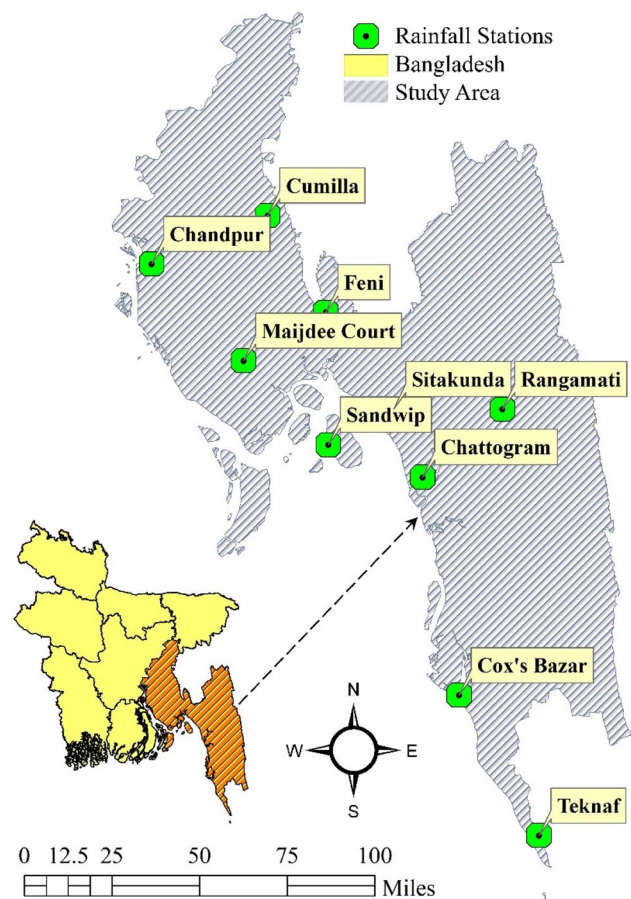 Rainfall Stations
Bangladesh
Study Area
Cumilla
Chandpur
Feni
Maijdee Court
Sitakunda
Rangamati
Sandwip
Chattogram
Cox's Bazar
N
W
E
S
Teknaf
0 12.5 25 50 75 100
Miles